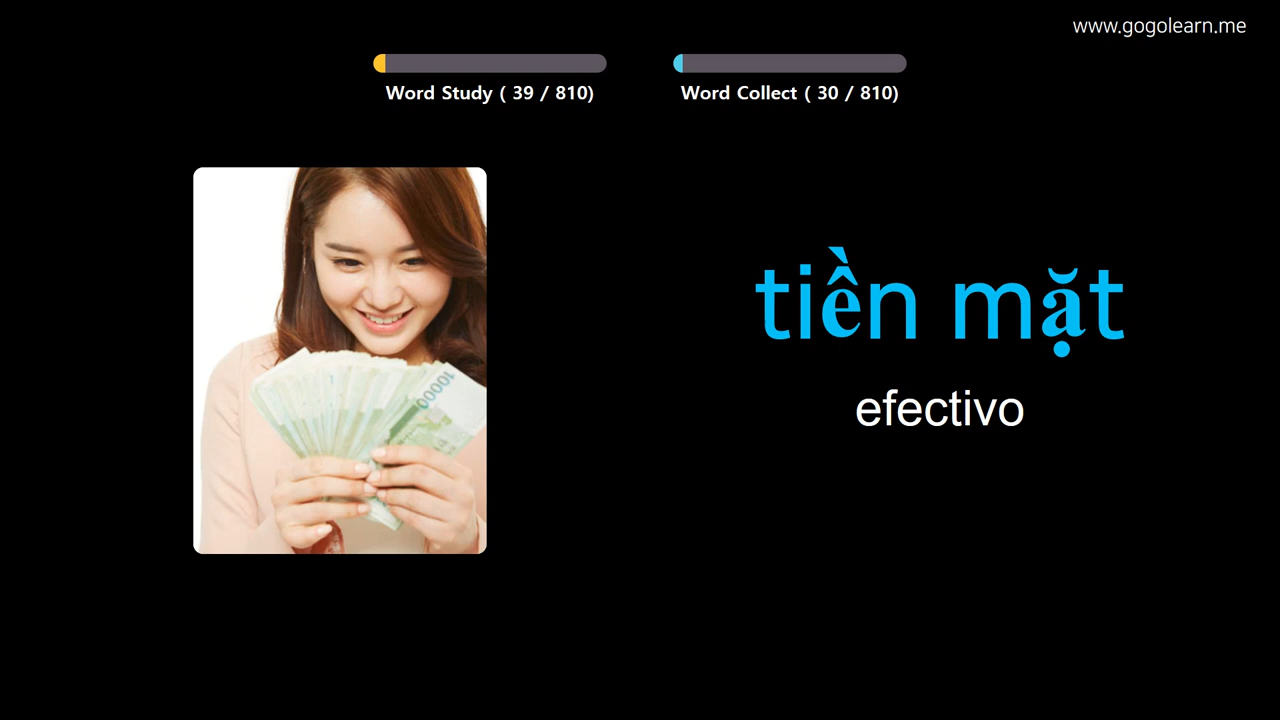 www.gogolearn.me
Word Study ( 39 / 810)
Word Collect ( 30 / 810)
10000
tiền mặt
efectivo